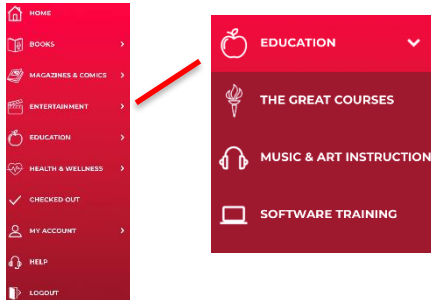 HOME
BOOKS
MAGAZINES & COMICS
ENTERTAINMENT
EDUCATION
HEALTH & WELLNESS
CHECKED OUT
MY ACCOUNT
HELP
LOGOUT
EDUCATION
THE GREAT COURSES
MUSIC & ART INSTRUCTION
SOFTWARE TRAINING